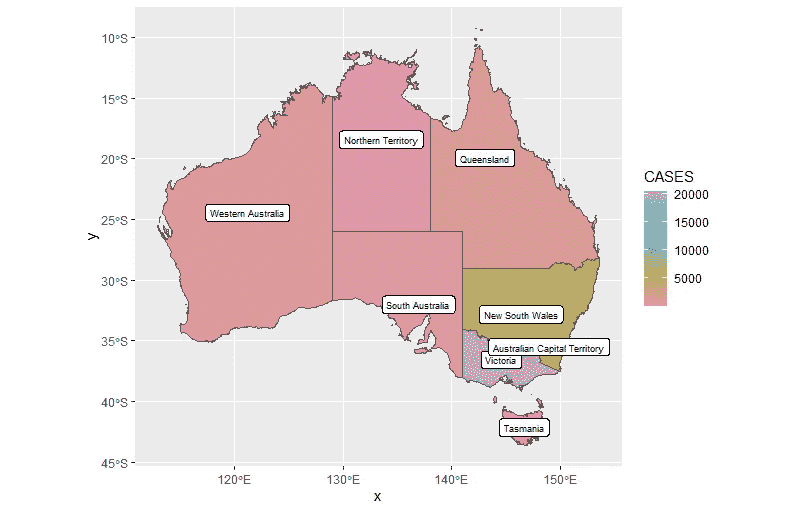 10°S
15°S
20°S
25°S
30°S
35°S
40°S
45°S
y
Northern Territory
Queensland
Western Australia
South Australia
New South Wales
Australian Capital Territory
Victoria
Tasmania
120°E
130°E
140°E
150°E
x
CASES
20000
15000
10000
5000